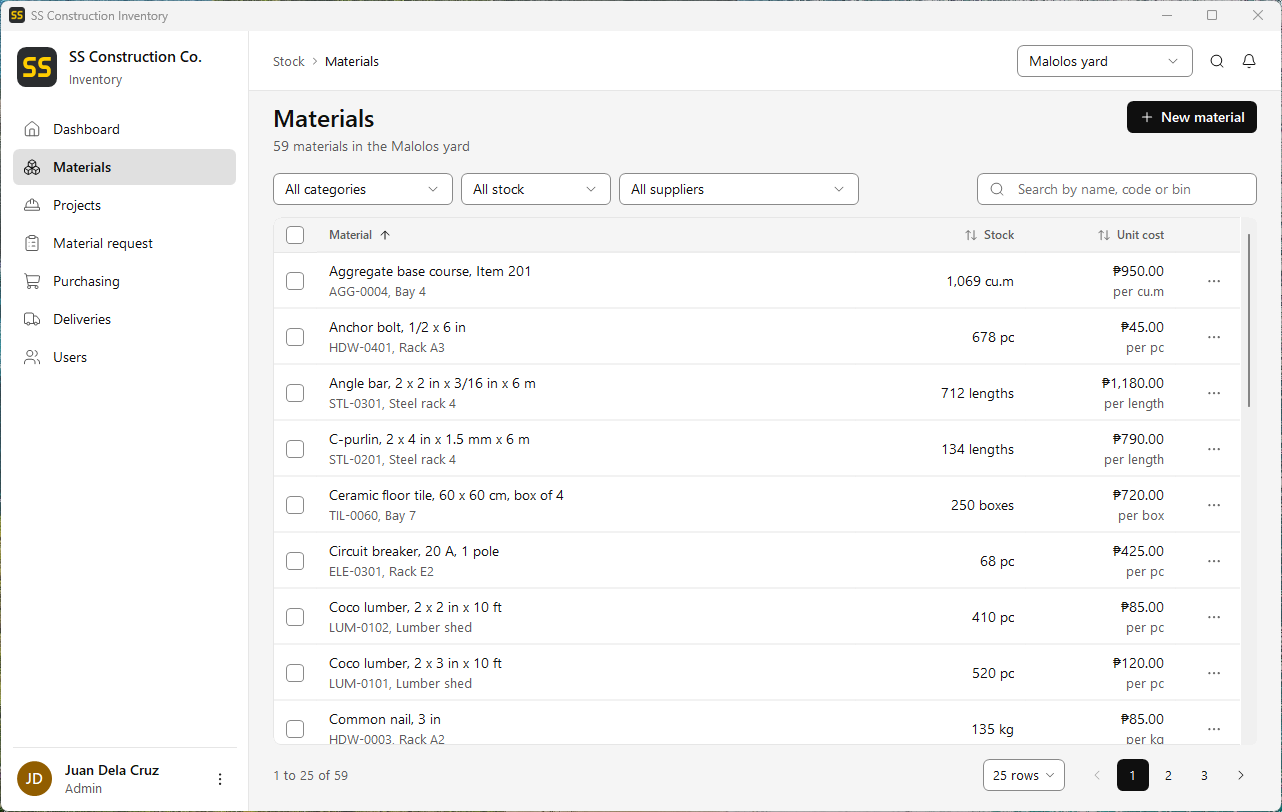 SS Construction Inventory
SS
SS Construction Co.
Inventory
Dashboard
Materials
Projects
Material request
Purchasing
Deliveries
Users
Juan Dela Cruz
JD
Admin
Stock > Materials
Malolos yard
Materials
New material
59 materials in the Malolos yard
All categories
All stock
All suppliers
Search by name, code or bin
Material
Stock
Unit cost
Aggregate base course, Item 201
AGG-0004, Bay 4
1,069 cu.m
₱950.00
per cu.m
Anchor bolt, 1/2 x 6 in
HDW-0401, Rack A3
678 pc
₱45.00
per pc
Angle bar, 2 x 2 in x 3/16 in x 6 m
STL-0301, Steel rack 4
712 lengths
₱1,180.00
per length
C-purlin, 2 x 4 in x 1.5 mm x 6 m
STL-0201, Steel rack 4
134 lengths
₱790.00
per length
Ceramic floor tile, 60 x 60 cm, box of 4
TIL-0060, Bay 7
250 boxes
₱720.00
per box
Circuit breaker, 20 A, 1 pole
ELE-0301, Rack E2
68 pc
₱425.00
per pc
Coco lumber, 2 x 2 in x 10 ft
LUM-0102, Lumber shed
410 pc
₱85.00
per pc
Coco lumber, 2 x 3 in x 10 ft
LUM-0101, Lumber shed
520 pc
₱120.00
per pc
Common nail, 3 in
HDW-0003, Rack A2
135 kg
₱85.00
per kg
1 to 25 of 59
25 rows
1
2
3